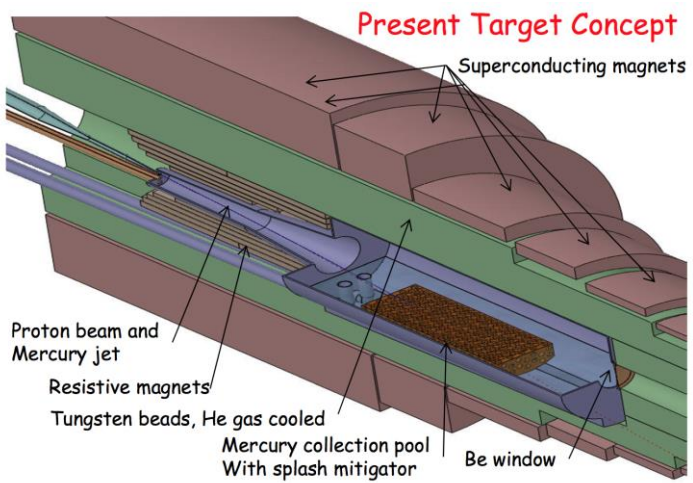 Present Target Concept
Superconducting magnets
Proton beam and
Mercury jet
Resistive magnets
Tungsten beads, He gas cooled
Mercury collection pool
With splash mitigator
Be window